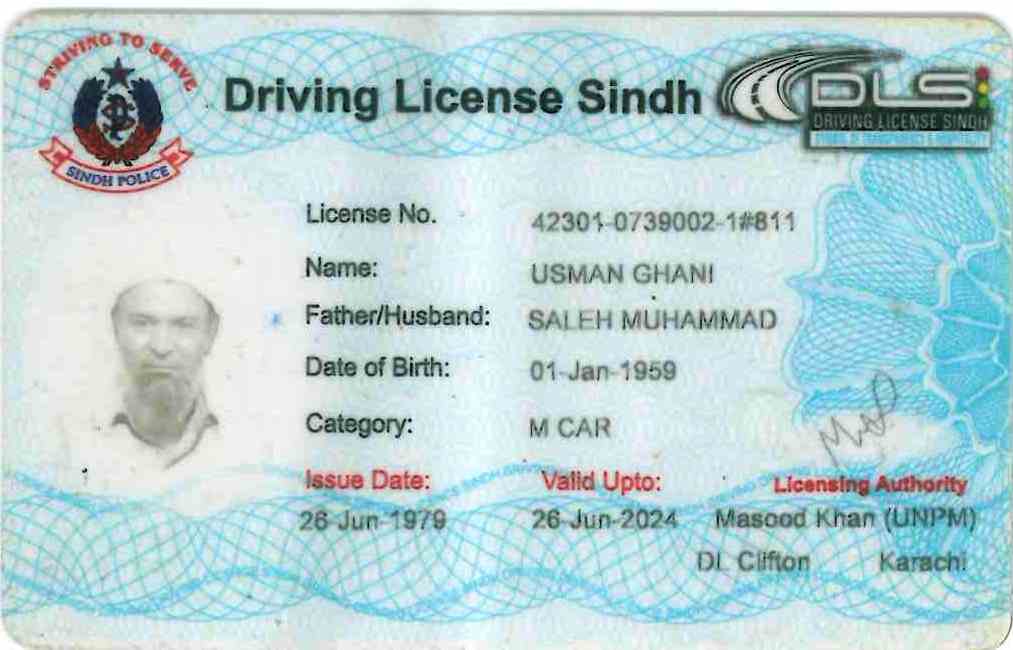 STRIVING TO SERVE
SINDH POLICE
Driving License Sindh
DLS
DRIVING LICENSE SINDH
License No. 42301-0739002-1#811
Name: USMAN GHANI
Father/Husband: SALEH MUHAMMAD
Date of Birth: 01-Jan-1959
Category: M CAR
Issue Date: Valid Upto: Licensing Authority
26-Jun-1979 26-Jun-2024 Masood Khan (UNPM)
DL Clifton Karachi